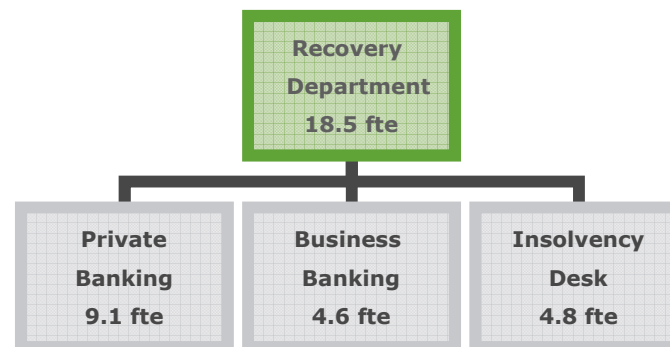 Recovery
Department
18.5 fte
Private
Banking
9.1 fte
Business
Banking
4.6 fte
Insolvency
Desk
4.8 fte